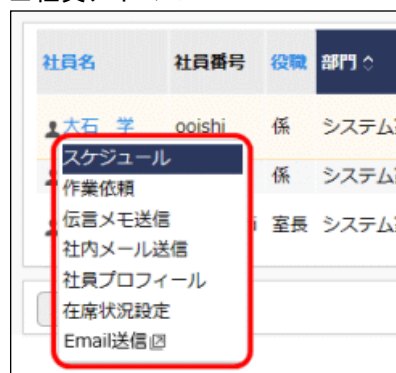 社員名 社員番号 役職 部門
大石 学 ooishi 係 システム
係 システム
室長 システム
スケジュール
作業依頼
伝言メモ送信
社内メール送信
社員プロフィール
在席状況設定
Email送信